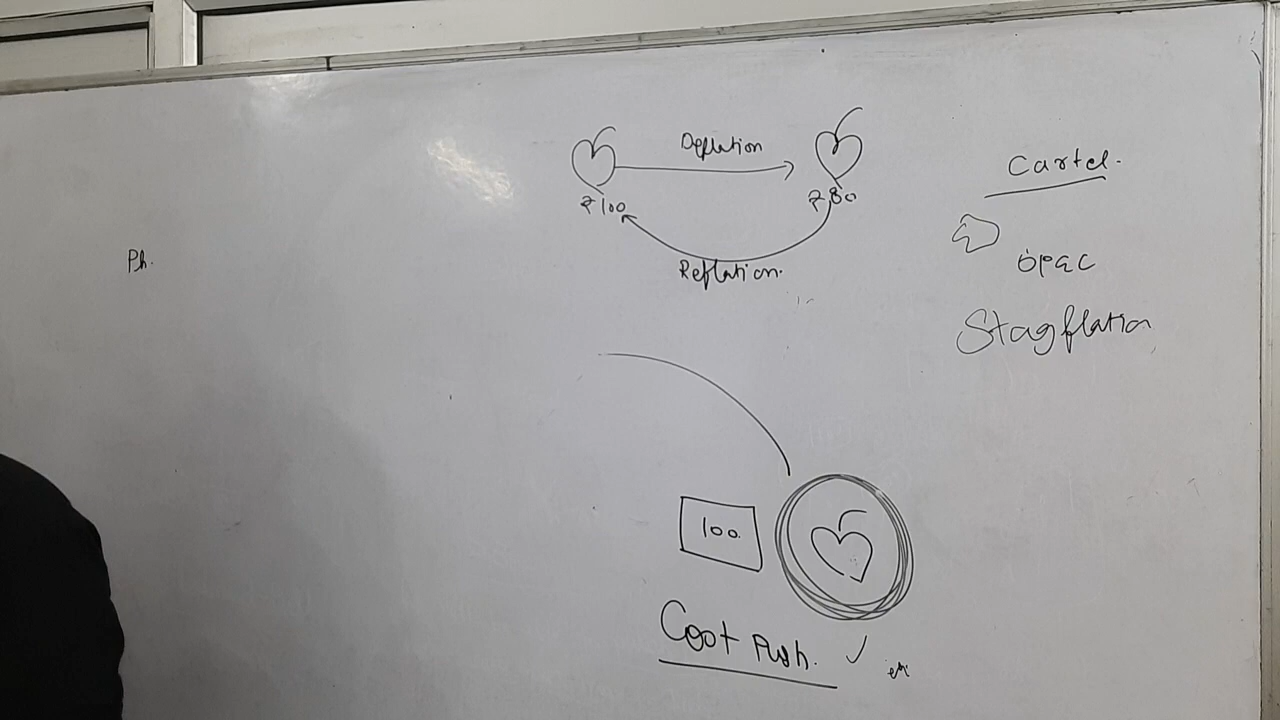 Deflation
₹100
₹80
Reflation.
Cartel.
OPEC
Stagflation
Ph.
100.
Cost Push.